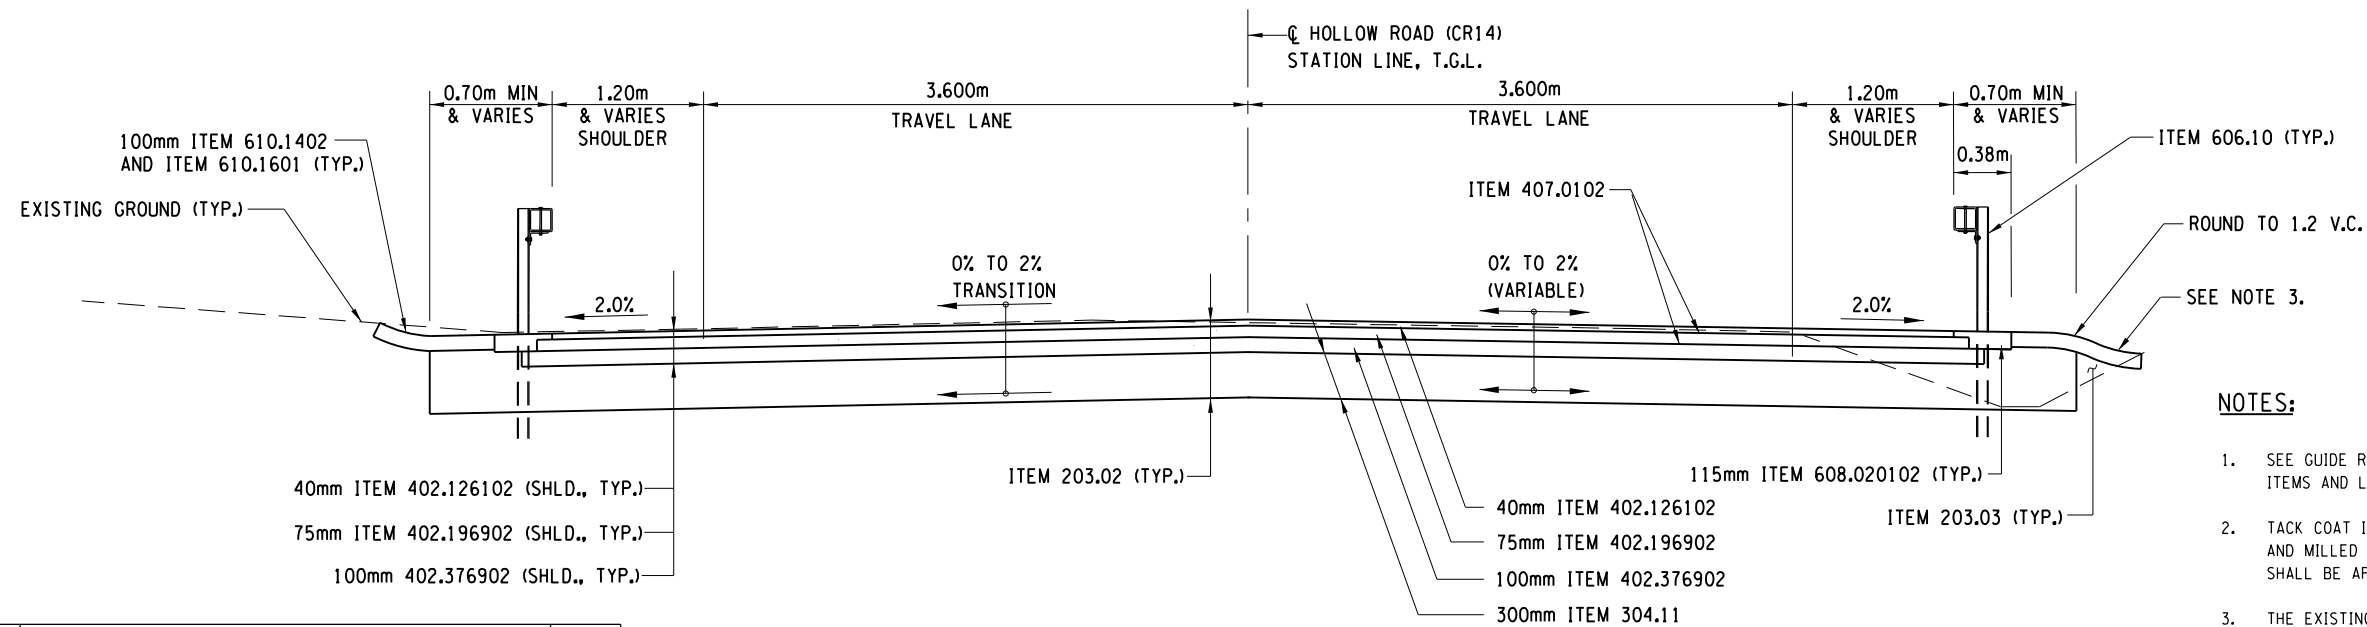 ℄ HOLLOW ROAD (CR14)
STATION LINE, T.G.L.
0.70m MIN
& VARIES
1.20m
& VARIES
SHOULDER
3.600m
TRAVEL LANE
3.600m
TRAVEL LANE
1.20m
& VARIES
SHOULDER
0.70m MIN
& VARIES
0.38m
100mm ITEM 610.1402
AND ITEM 610.1601 (TYP.)
EXISTING GROUND (TYP.)
ITEM 606.10 (TYP.)
ITEM 407.0102
ROUND TO 1.2 V.C.
SEE NOTE 3.
2.0%
0% TO 2%
TRANSITION
0% TO 2%
(VARIABLE)
2.0%
40mm ITEM 402.126102 (SHLD., TYP.)
75mm ITEM 402.196902 (SHLD., TYP.)
100mm 402.376902 (SHLD., TYP.)
ITEM 203.02 (TYP.)
40mm ITEM 402.126102
75mm ITEM 402.196902
100mm ITEM 402.376902
300mm ITEM 304.11
115mm ITEM 608.020102 (TYP.)
ITEM 203.03 (TYP.)
NOTES:
1. SEE GUIDE R
ITEMS AND L
2. TACK COAT I
AND MILLED
SHALL BE AF
3. THE EXISTING